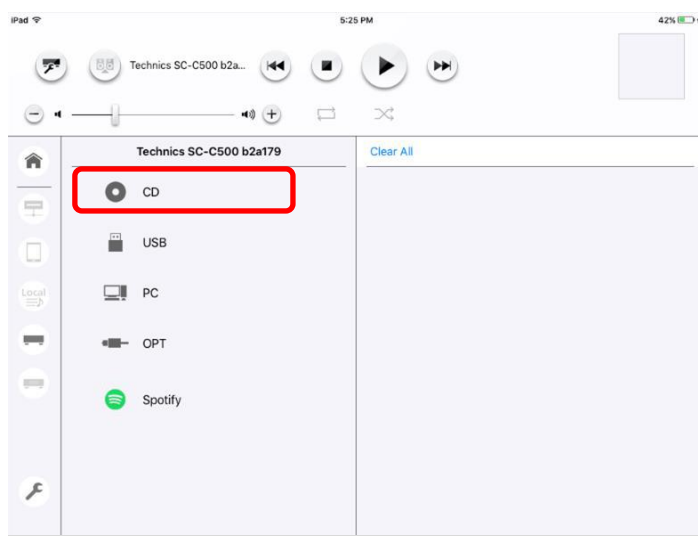 iPad 5:25 PM 42%
Technics SC-C500 b2a...
Technics SC-C500 b2a179 Clear All
CD
USB
Local
PC
OPT
Spotify